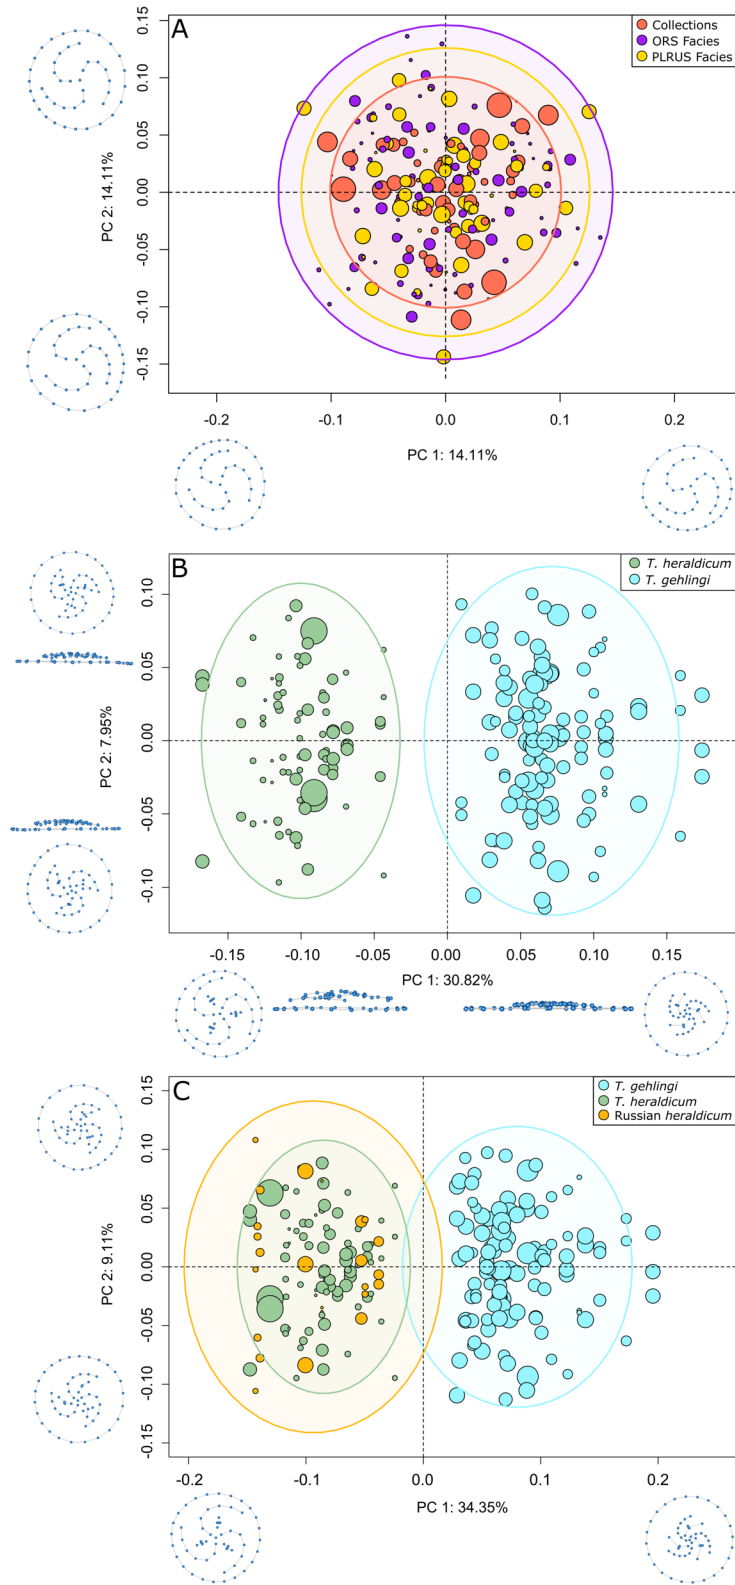 A
Collections
ORS Facies
PLRUS Facies
0.15
0.10
0.05
0.00
-0.05
-0.10
-0.15
PC 2: 14.11%
-0.2
-0.1
0.0
0.1
0.2
PC 1: 14.11%
B
T. heraldicum
T. gehlingi
0.10
0.05
0.00
-0.05
-0.10
PC 2: 7.95%
-0.15
-0.10
-0.05
0.00
0.05
0.10
0.15
PC 1: 30.82%
C
T. gehlingi
T. heraldicum
Russian heraldicum
0.15
0.10
0.05
0.00
-0.05
-0.10
-0.15
PC 2: 9.11%
-0.2
-0.1
0.0
0.1
0.2
PC 1: 34.35%